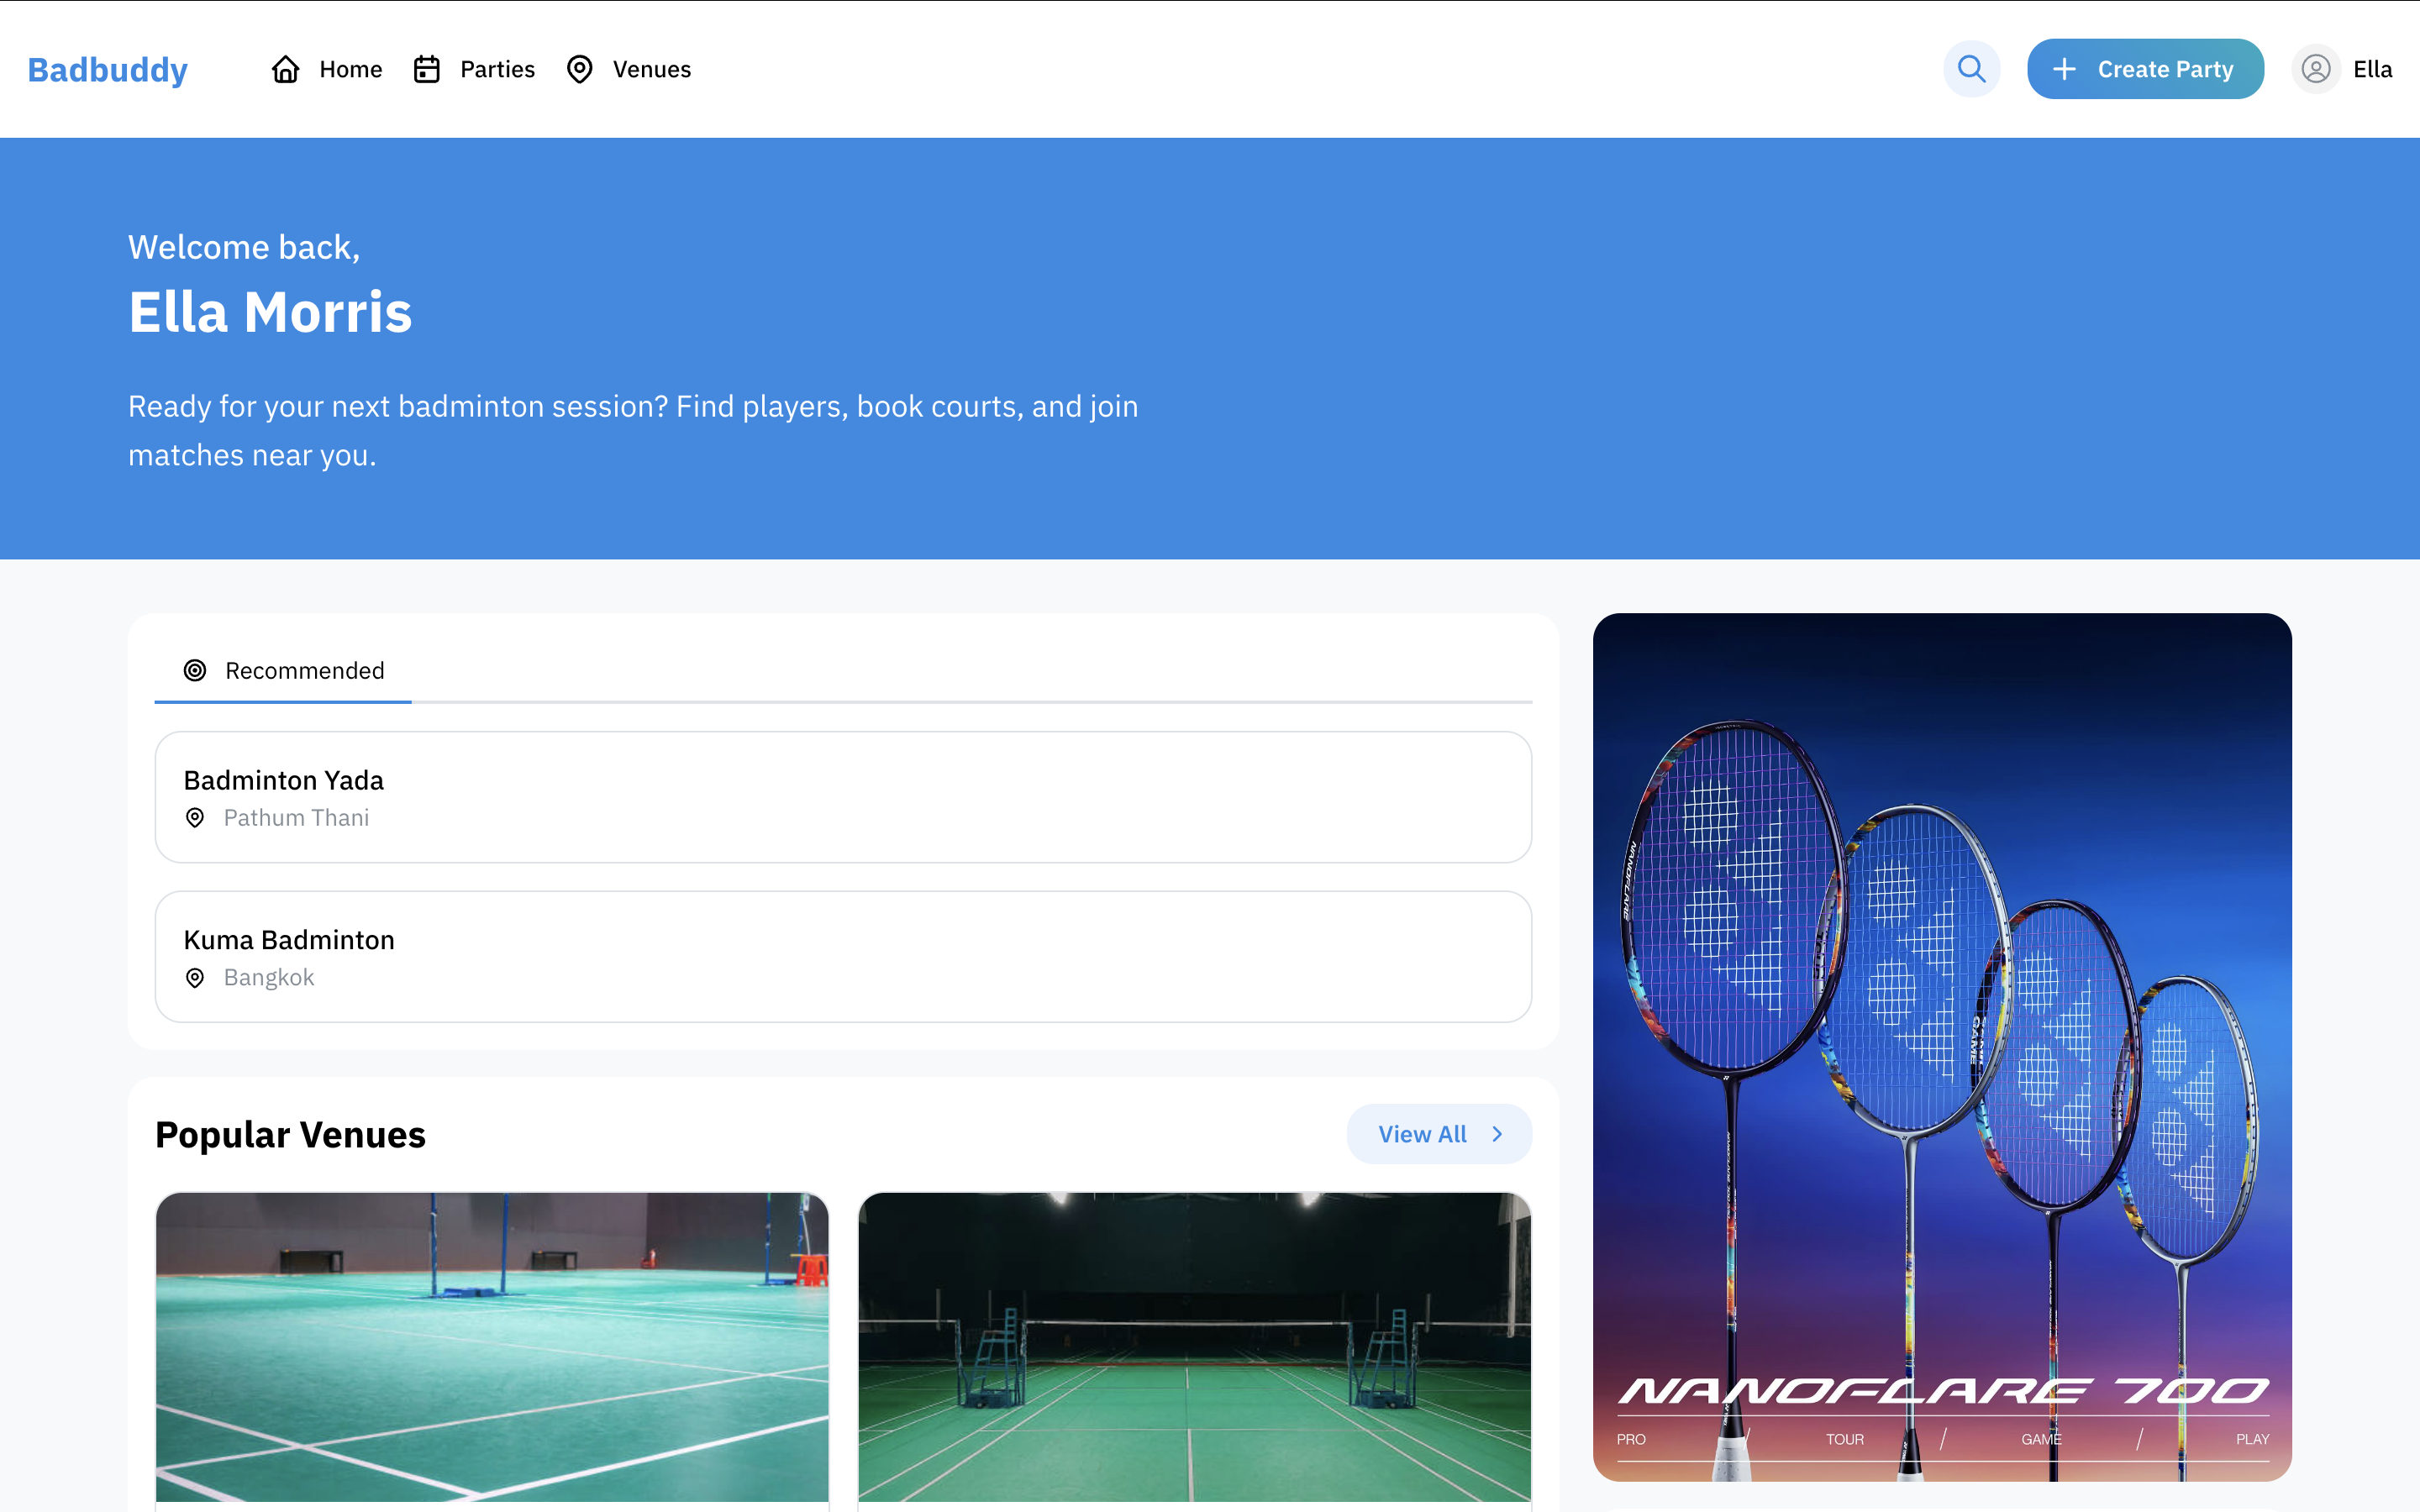 Badbuddy
Home
Parties
Venues
Create Party
Ella
Welcome back,
Ella Morris
Ready for your next badminton session? Find players, book courts, and join
matches near you.
Recommended
Badminton Yada
Pathum Thani
Kuma Badminton
Bangkok
Popular Venues
View All
NANOFLARE
GAME
NANOFLARE 700
PRO / TOUR / GAME / PLAY